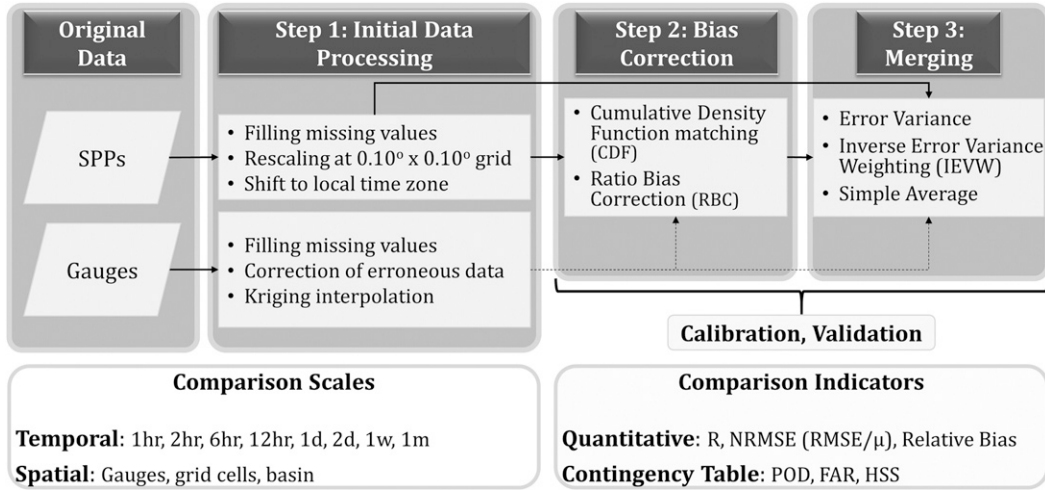 Original
Data
Step 1: Initial Data
Processing
Step 2: Bias
Correction
Step 3:
Merging
SPPs
• Filling missing values
• Rescaling at 0.10° x 0.10° grid
• Shift to local time zone
• Cumulative Density
Function matching
(CDF)
• Ratio Bias
Correction (RBC)
• Error Variance
• Inverse Error Variance
Weighting (IEVW)
• Simple Average
Gauges
• Filling missing values
• Correction of erroneous data
• Kriging interpolation
Calibration, Validation
Comparison Scales
Temporal: 1hr, 2hr, 6hr, 12hr, 1d, 2d, 1w, 1m
Spatial: Gauges, grid cells, basin
Comparison Indicators
Quantitative: R, NRMSE (RMSE/μ), Relative Bias
Contingency Table: POD, FAR, HSS